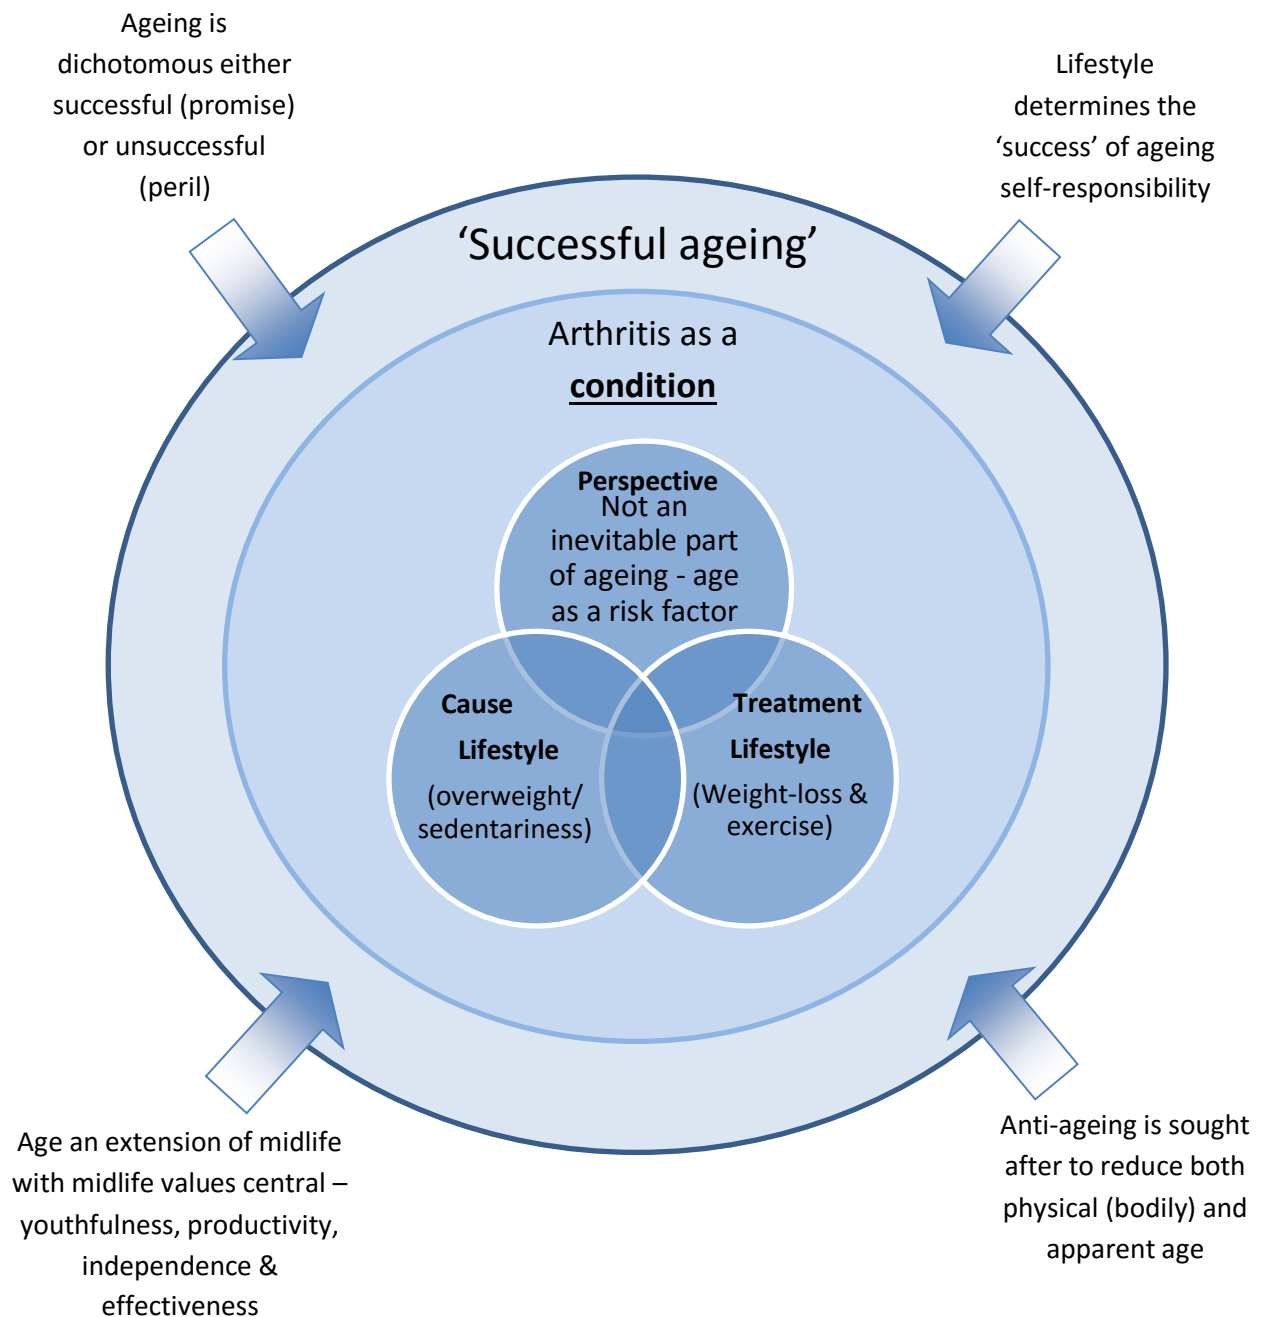 Ageing is
dichotomous either
successful (promise)
or unsuccessful
(peril)
Lifestyle
determines the
‘success’ of ageing
self-responsibility
‘Successful ageing’
Arthritis as a
condition
Perspective
Not an
inevitable part
of ageing - age
as a risk factor
Cause
Lifestyle
(overweight/
sedentariness)
Treatment
Lifestyle
(Weight-loss &
exercise)
Age an extension of midlife
with midlife values central –
youthfulness, productivity,
independence &
effectiveness
Anti-ageing is sought
after to reduce both
physical (bodily) and
apparent age